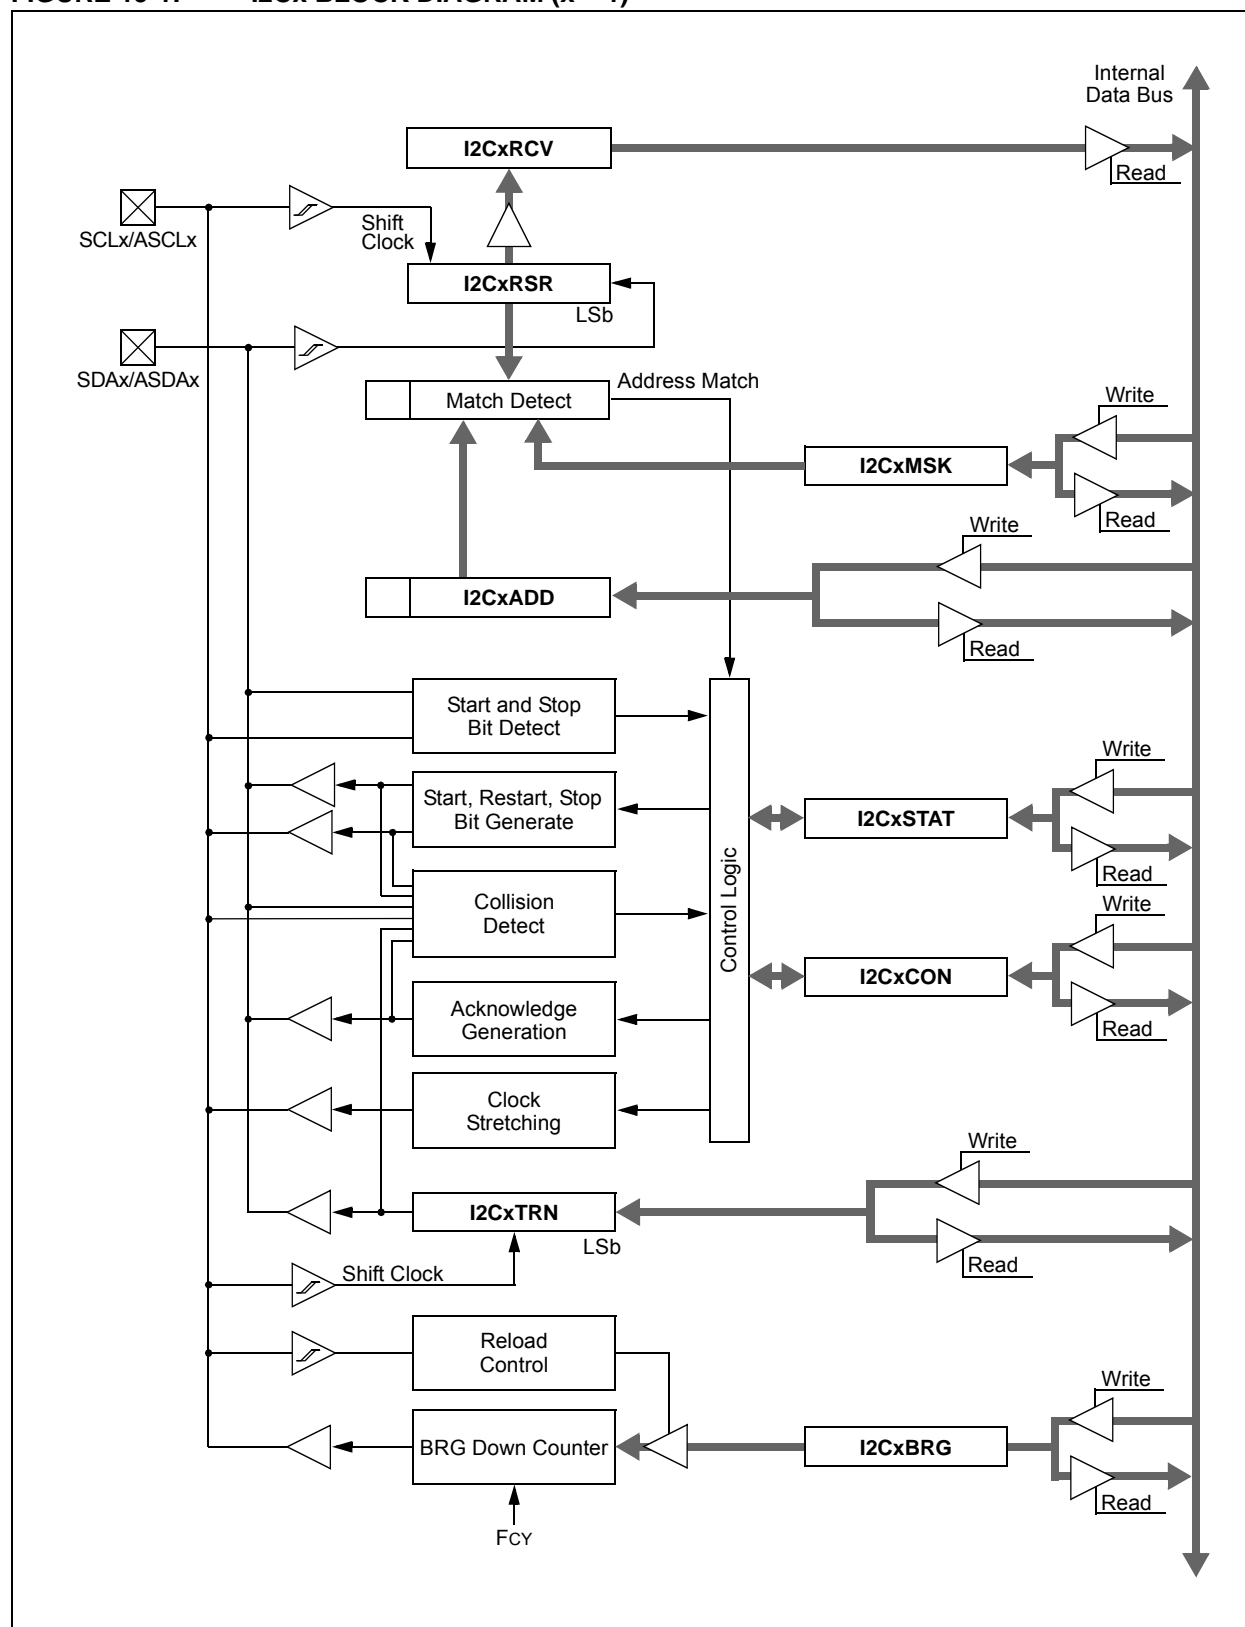 Internal
Data Bus
I2CxRCV
Read
SCLx/ASCLx
Shift
Clock
I2CxRSR
LSb
SDAx/ASDAx
Address Match
Match Detect
Write
I2CxMSK
Read
Write
I2CxADD
Read
Start and Stop
Bit Detect
Write
Start, Restart, Stop
Bit Generate
I2CxSTAT
Read
Control Logic
Collision
Detect
Write
I2CxCON
Acknowledge
Generation
Read
Clock
Stretching
Write
I2CxTRN
LSb
Read
Shift Clock
Reload
Control
Write
BRG Down Counter
I2CxBRG
Read
FCY